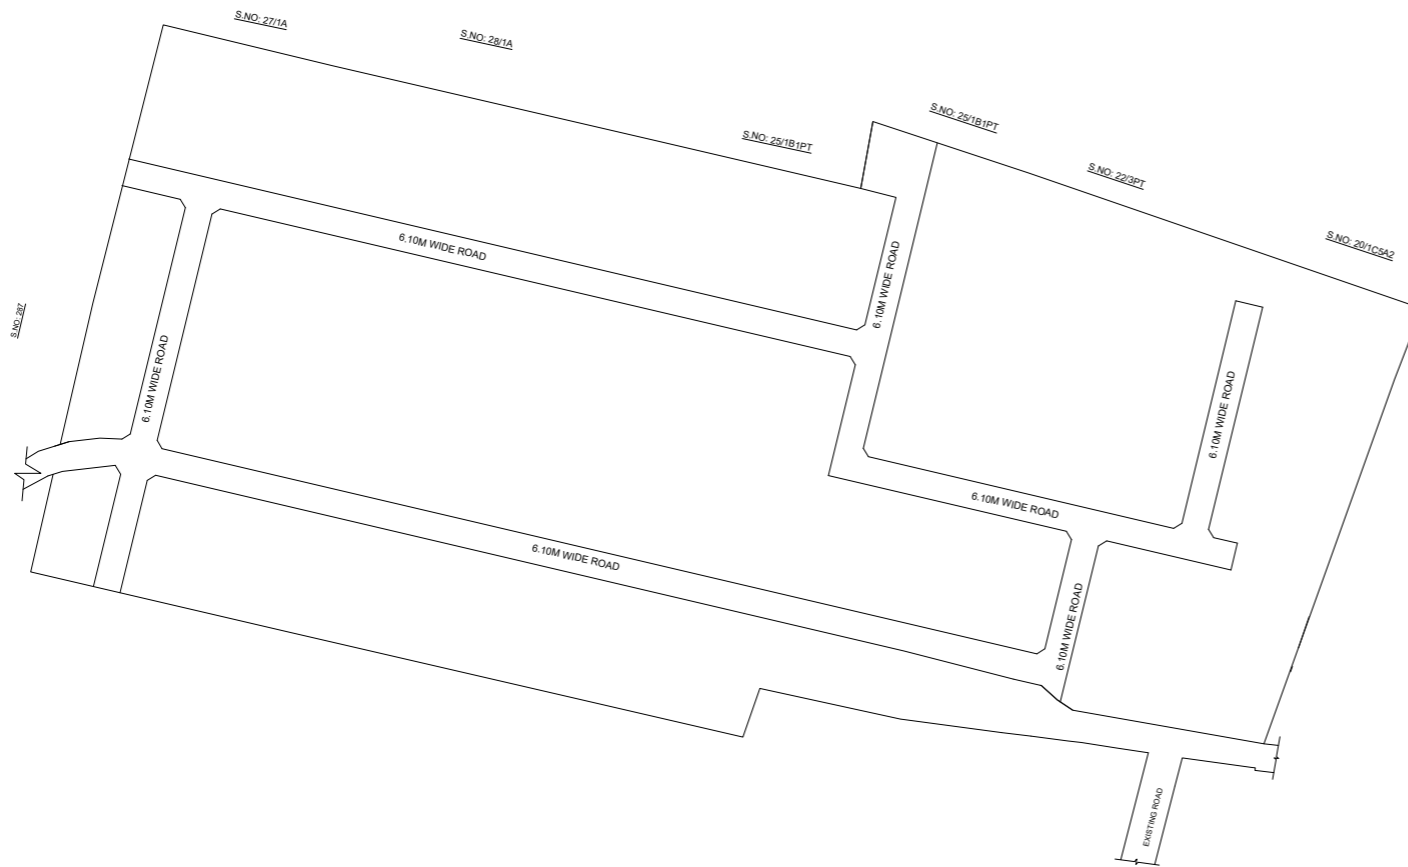 S.NO: 27/1A
S.NO: 28/1A
S.NO: 25/1B1PT
S.NO: 25/1B1PT
S.NO: 22/3PT
S.NO: 20/1C5A2
6.10M WIDE ROAD
6.10M WIDE ROAD
S.NO: 287
6.10M WIDE ROAD
6.10M WIDE ROAD
6.10M WIDE ROAD
6.10M WIDE ROAD
6.10M WIDE ROAD
EXISTING ROAD